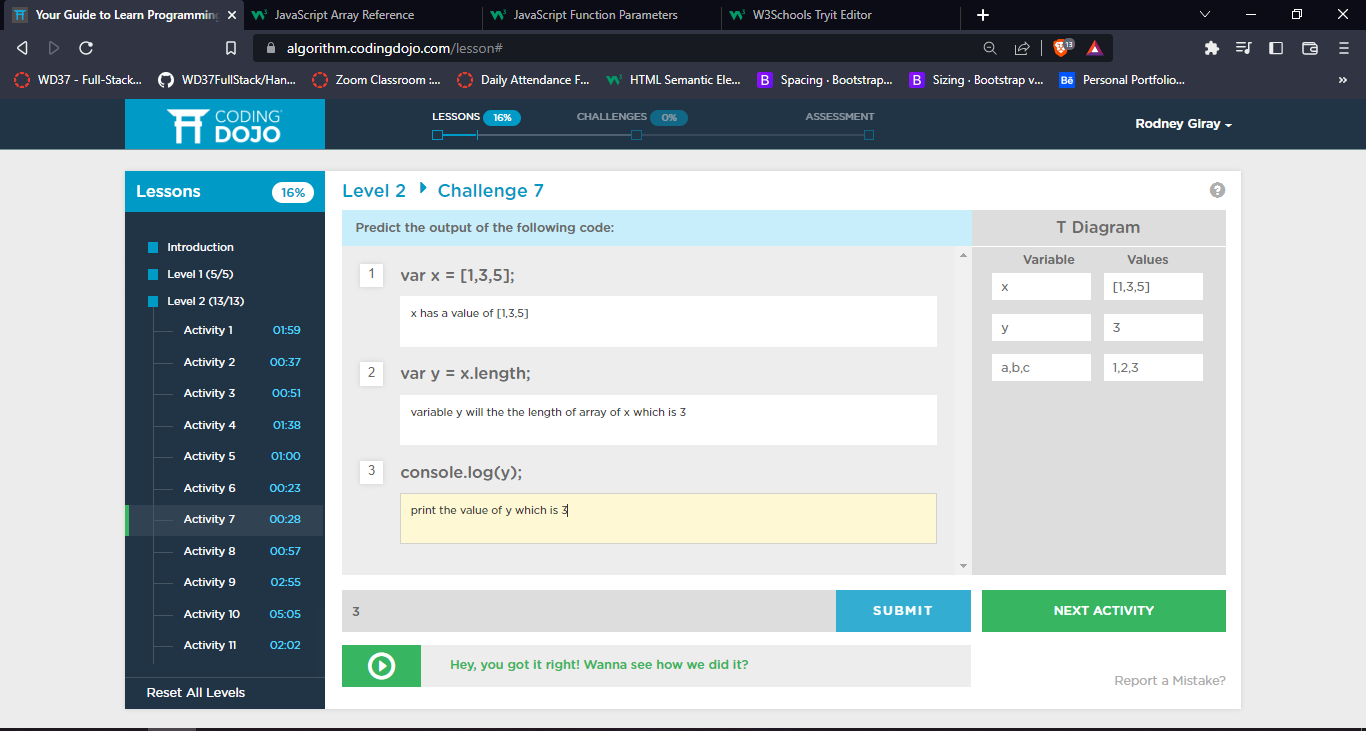 Your Guide to Learn Programming
JavaScript Array Reference
JavaScript Function Parameters
W3Schools Tryit Editor
algorithm.codingdojo.com/lesson#
13
WD37 - Full-Stack...
WD37FullStack/Han...
Zoom Classroom :...
Daily Attendance F...
HTML Semantic Ele...
B
Spacing · Bootstrap...
B
Sizing · Bootstrap v...
Bē
Personal Portfolio...
»
CODING
DOJO
LESSONS 16%
CHALLENGES 0%
ASSESSMENT
Rodney Giray
Lessons 16%
Introduction
Level 1 (5/5)
Level 2 (13/13)
Activity 1 01:59
Activity 2 00:37
Activity 3 00:51
Activity 4 01:38
Activity 5 01:00
Activity 6 00:23
Activity 7 00:28
Activity 8 00:57
Activity 9 02:55
Activity 10 05:05
Activity 11 02:02
Reset All Levels
Level 2 Challenge 7
?
Predict the output of the following code:
1 var x = [1,3,5];
x has a value of [1,3,5]
2 var y = x.length;
variable y will the the length of array of x which is 3
3 console.log(y);
print the value of y which is 3
T Diagram
Variable Values
x [1,3,5]
y 3
a,b,c 1,2,3
3
SUBMIT
NEXT ACTIVITY
Hey, you got it right! Wanna see how we did it?
Report a Mistake?